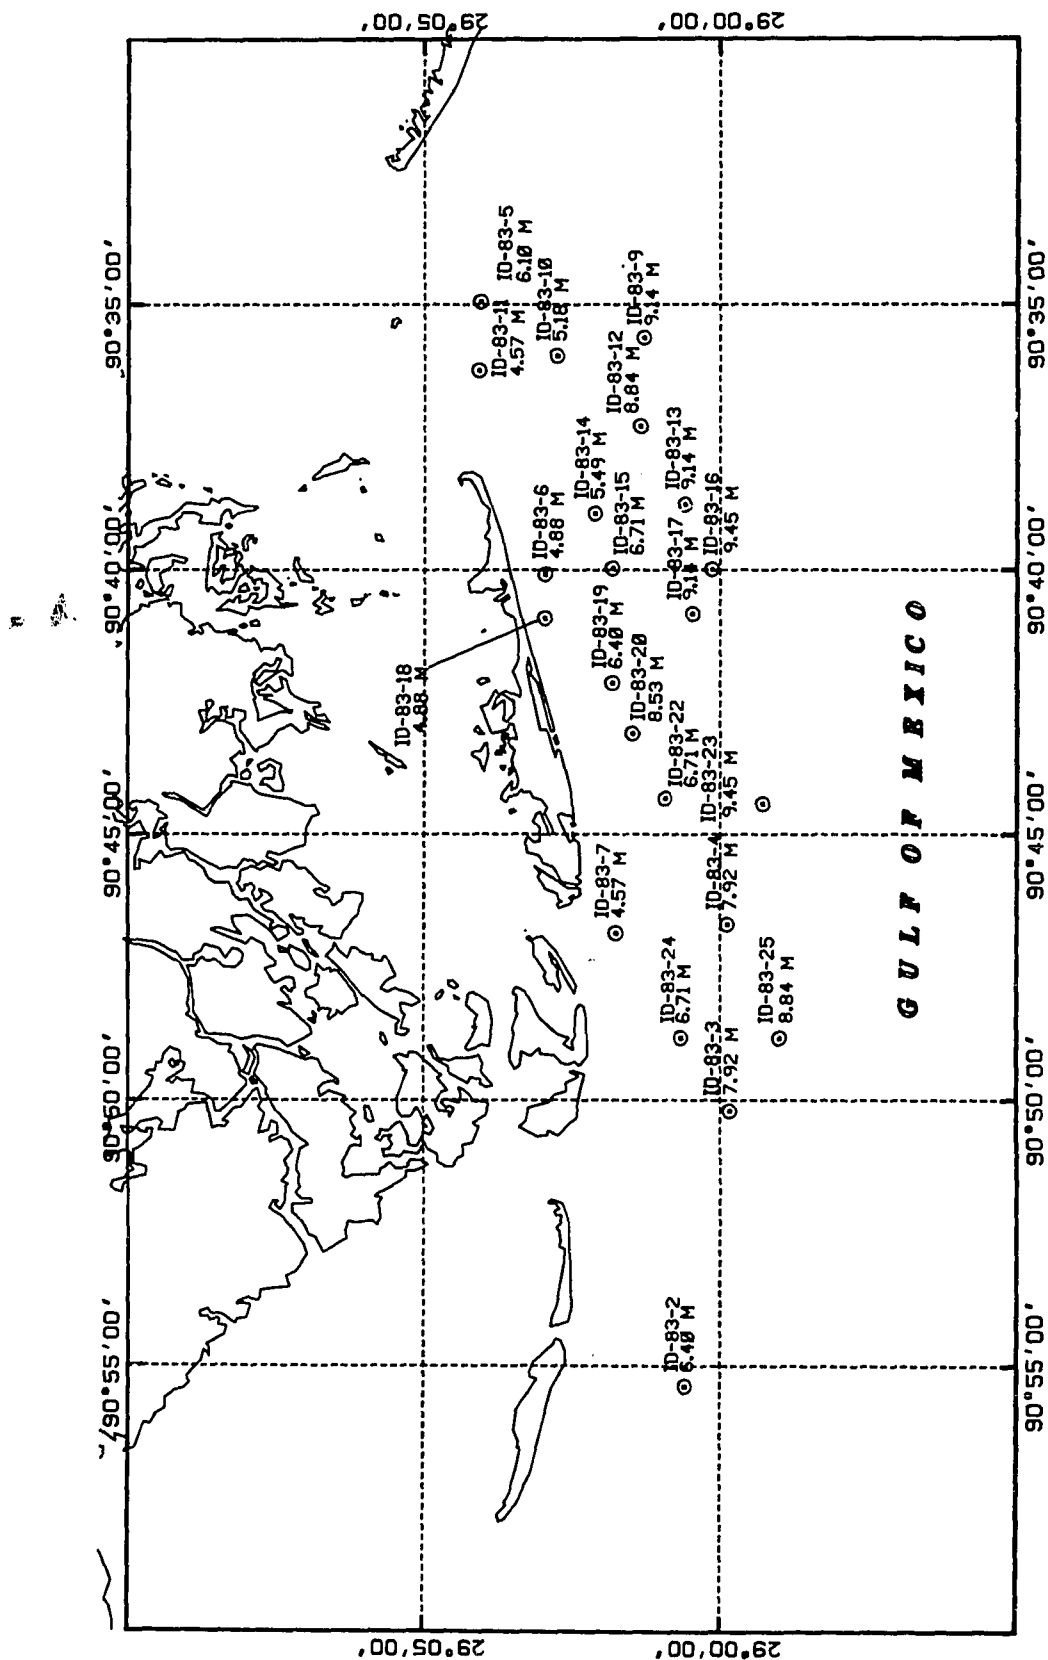 29°05'00'
29°00'00'
90°55'00'
90°50'00'
90°45'00'
90°40'00'
90°35'00'
ID-83-18
4.88 M
ID-83-11
4.57 M
ID-83-5
6.10 M
ID-83-10
5.18 M
ID-83-6
4.88 M
ID-83-14
5.49 M
ID-83-12
8.84 M
ID-83-9
9.14 M
ID-83-7
4.57 M
ID-83-19
6.40 M
ID-83-15
6.71 M
ID-83-20
8.53 M
ID-83-2
6.40 M
ID-83-24
6.71 M
ID-83-22
6.71 M
ID-83-17
9.14 M
ID-83-13
9.14 M
ID-83-3
7.92 M
ID-83-4
7.92 M
ID-83-23
9.45 M
ID-83-16
9.45 M
ID-83-25
8.84 M
GULF OF MEXICO
90°55'00'
90°50'00'
90°45'00'
90°40'00'
90°35'00'
29°05'00'
29°00'00'